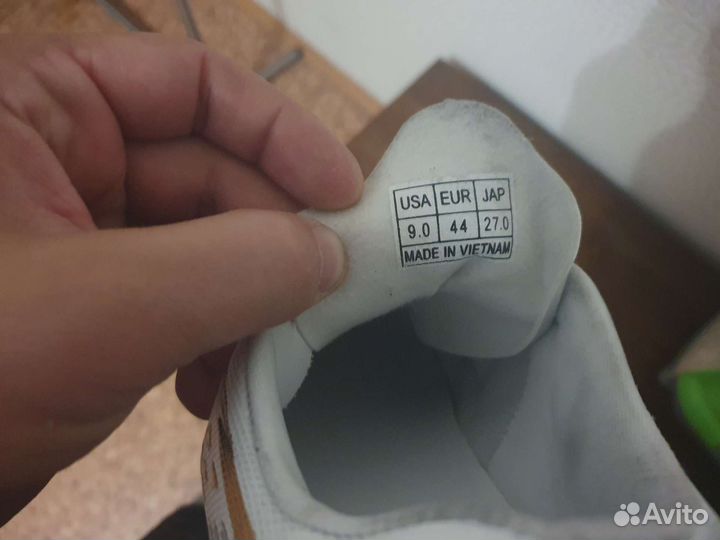 USA EUR JAP
9.0 44 27.0
MADE IN VIETNAM
Avito